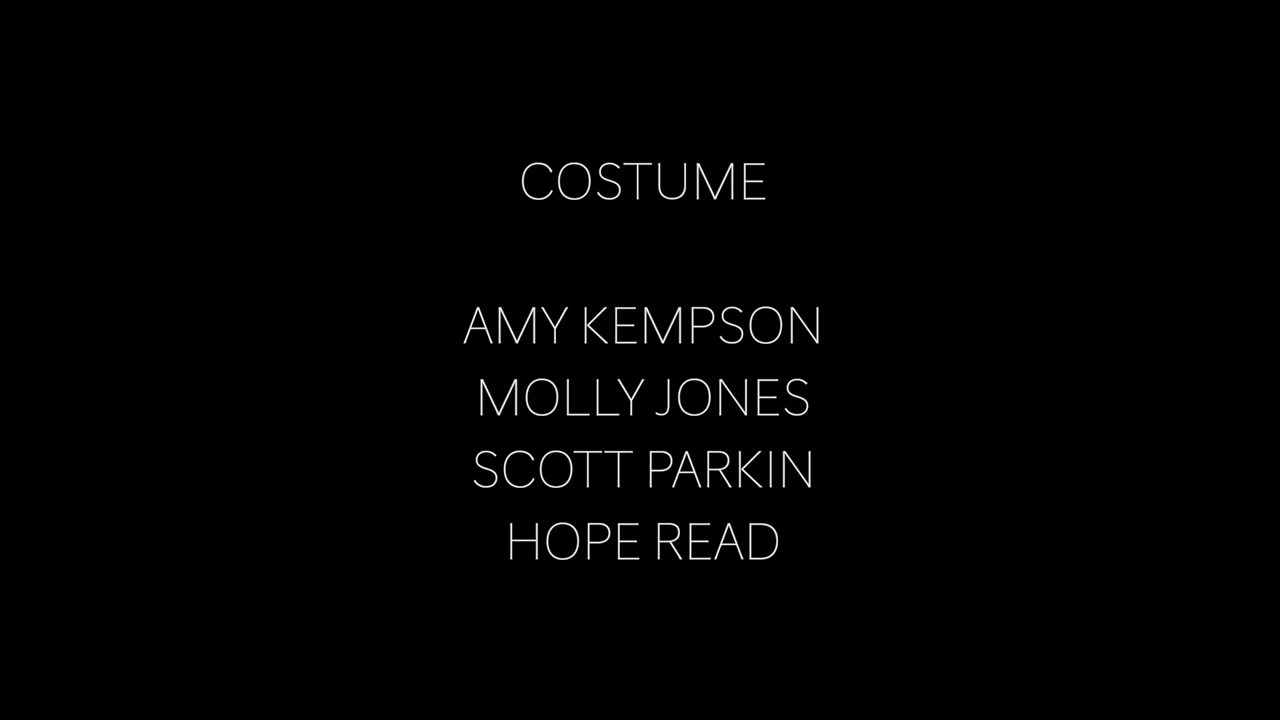 COSTUME
AMY KEMPSON
MOLLY JONES
SCOTT PARKIN
HOPE READ